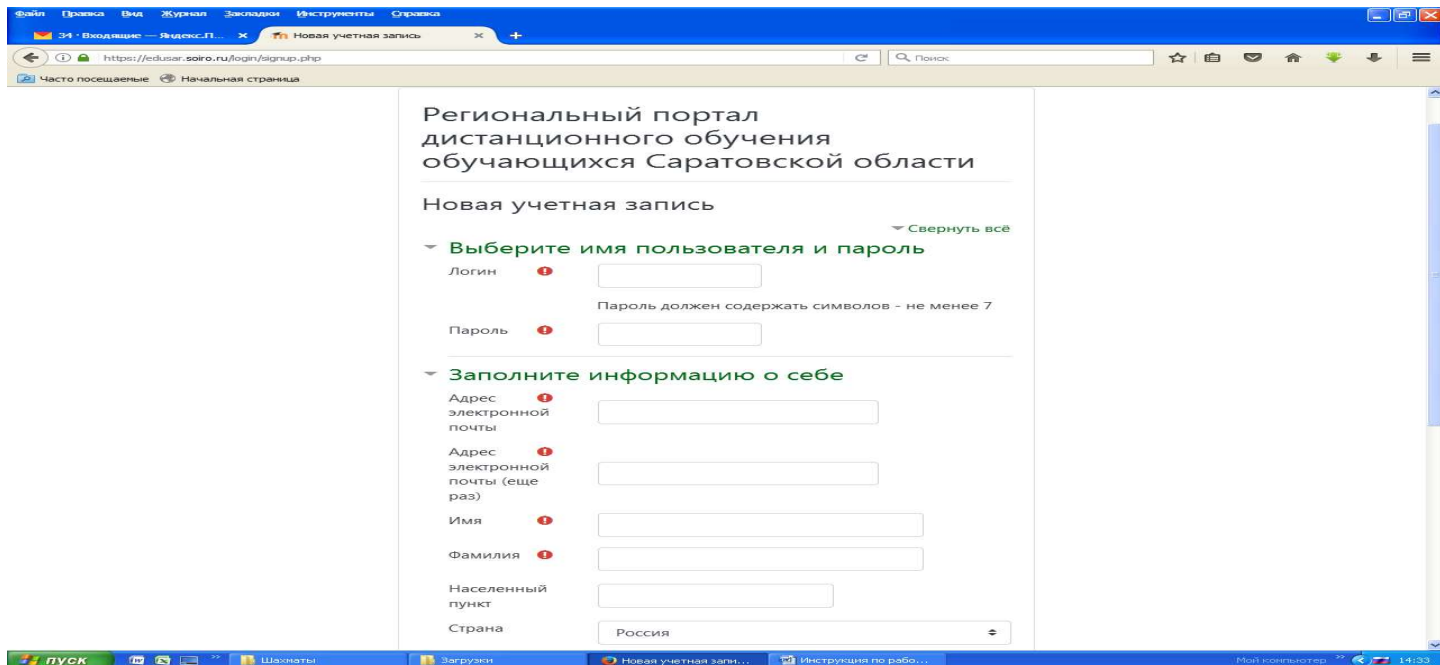 Файл Правка Вид Журнал Закладки Инструменты Справка
34 · Входящие — Яндекс.П... Новая учетная запись
https://edusar.soiro.ru/login/signup.php Поиск
Часто посещаемые Начальная страница
Региональный портал
дистанционного обучения
обучающихся Саратовской области
Новая учетная запись
Свернуть всё
Выберите имя пользователя и пароль
Логин
Пароль должен содержать символов - не менее 7
Пароль
Заполните информацию о себе
Адрес
электронной
почты
Адрес
электронной
почты (еще
раз)
Имя
Фамилия
Населенный
пункт
Страна Россия
пуск Шахматы Загрузки Новая учетная запи... Инструкция по рабо... Мой компьютер 14:33